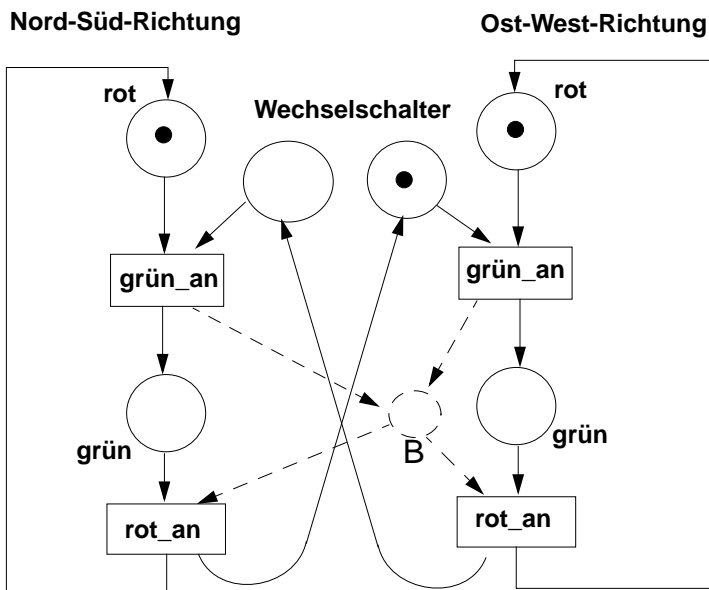 Nord-Süd-Richtung
Ost-West-Richtung
rot
rot
Wechselschalter
grün_an
grün_an
grün
B
grün
rot_an
rot_an